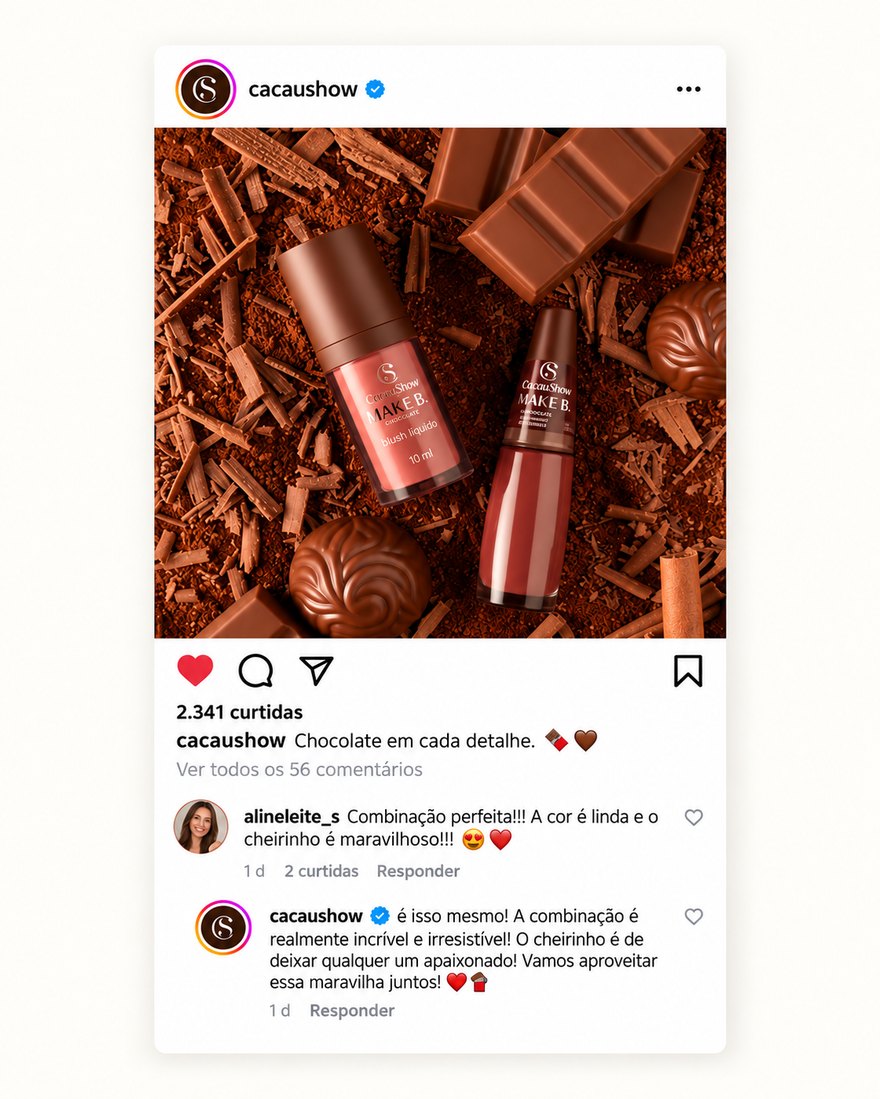 cacaushow
CacauShow
MAKE B.
CHOCOLATE
blush líquido
10 ml
CacauShow
MAKE B.
2.341 curtidas
cacaushow Chocolate em cada detalhe. 🍫 🤎
Ver todos os 56 comentários
alineleite_s Combinação perfeita!!! A cor é linda e o
cheirinho é maravilhoso!!! 😍 ❤️
1 d 2 curtidas Responder
cacaushow é isso mesmo! A combinação é
realmente incrível e irresistível! O cheirinho é de
deixar qualquer um apaixonado! Vamos aproveitar
essa maravilha juntos! ❤️🍫
1 d Responder